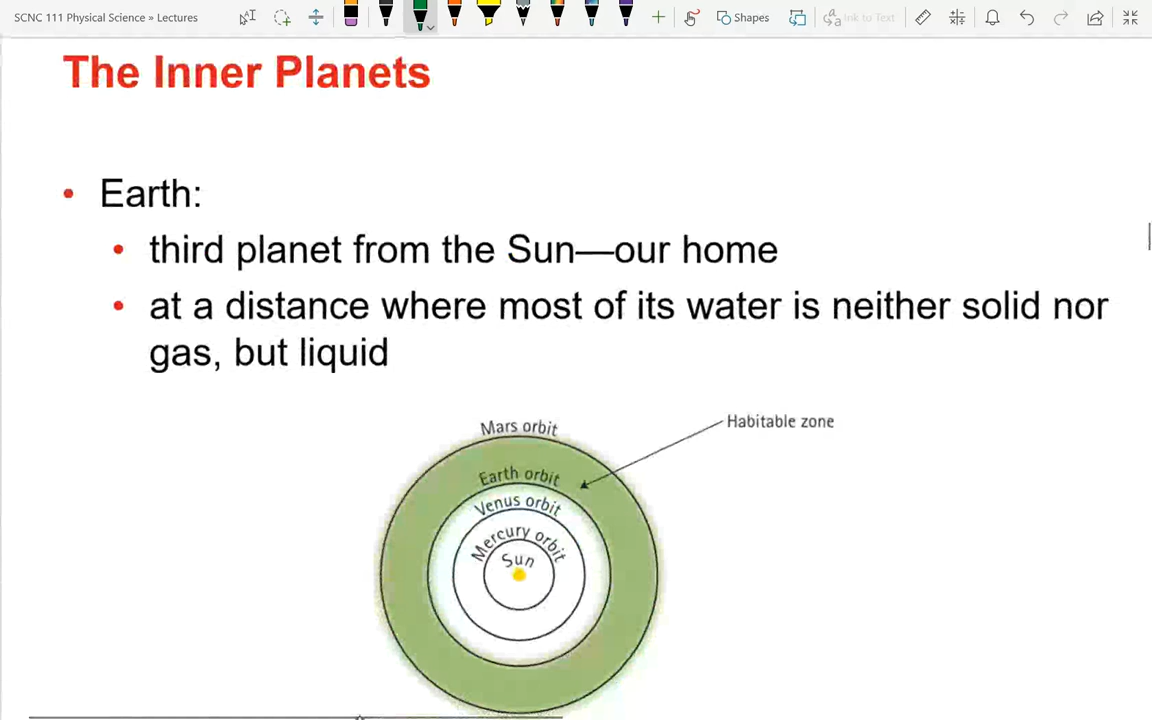 SCNC 111 Physical Science » Lectures
Shapes
Ink to Text
The Inner Planets
• Earth:
• third planet from the Sun—our home
• at a distance where most of its water is neither solid nor
gas, but liquid
Mars orbit
Habitable zone
Earth orbit
Venus orbit
Mercury orbit
Sun